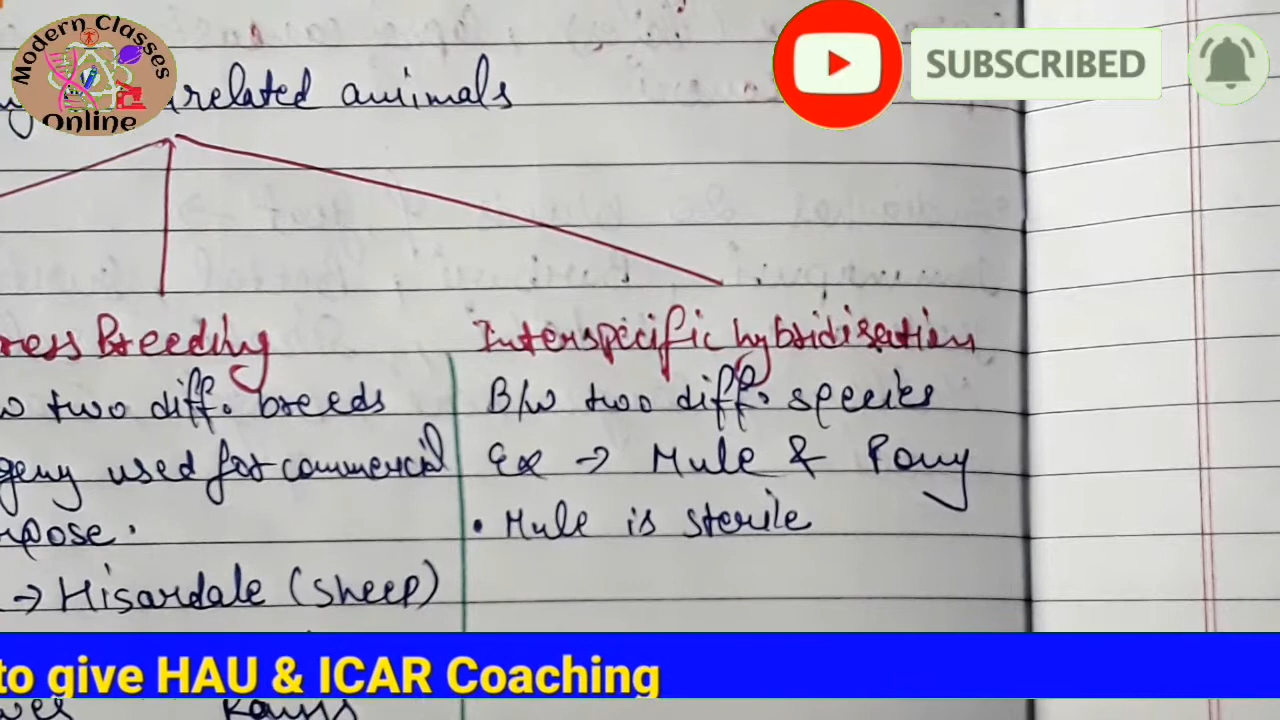 Modern Classes
Online
SUBSCRIBED
related animals
ress Breeding
Interspecific hybridisation
w two diff. breeds
B/w two diff. species
geny used for commercial
Ex → Mule & Pony
pose.
• Mule is sterile
→ Hisardale (sheep)
to give HAU & ICAR Coaching